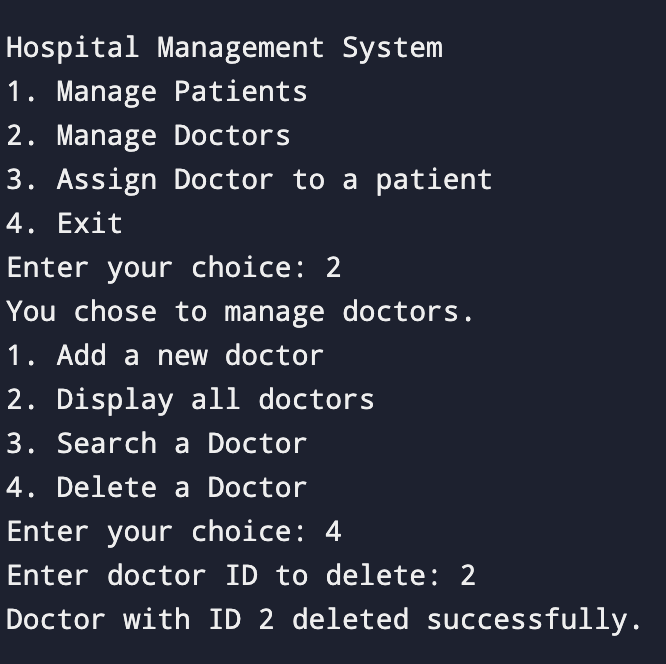 Hospital Management System
1. Manage Patients
2. Manage Doctors
3. Assign Doctor to a patient
4. Exit
Enter your choice: 2
You chose to manage doctors.
1. Add a new doctor
2. Display all doctors
3. Search a Doctor
4. Delete a Doctor
Enter your choice: 4
Enter doctor ID to delete: 2
Doctor with ID 2 deleted successfully.